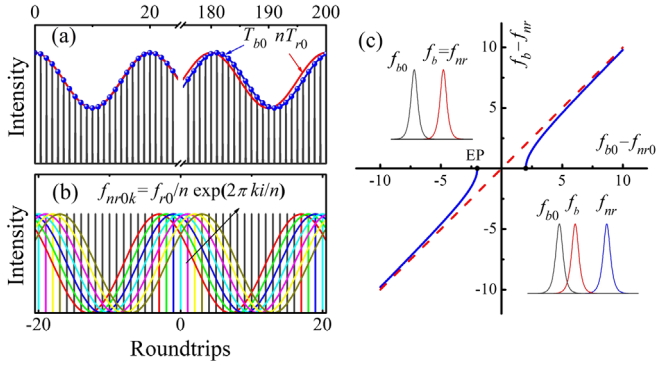 0 20 180 190 200
(a)
T_b0 nT_r0
Intensity
(b)
f_nr0k = f_r0/n exp(2π ki/n)
Intensity
-20 0 20
Roundtrips
(c)
f_b–f_nr
10
f_b0 f_b=f_nr
5
f_b0–f_nr0
EP
-10 -5 5 10
-5
f_b0 f_b f_nr
-10